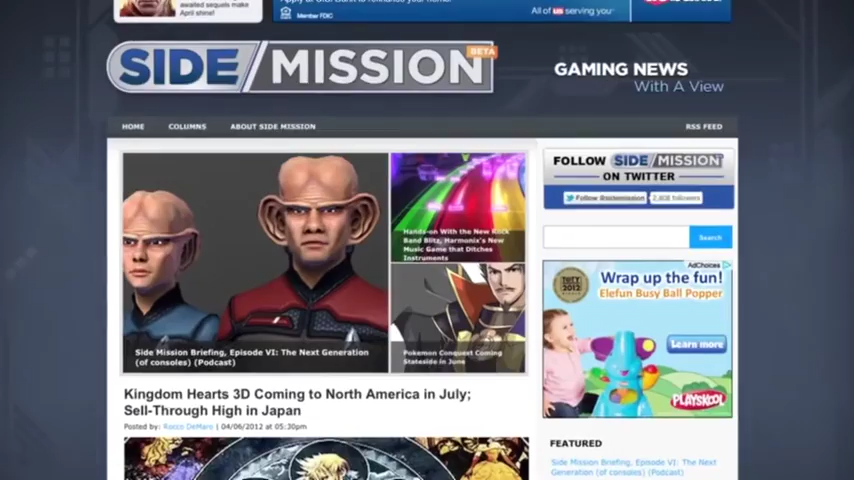 awaited sequels make
April shine!
Member FDIC
All of us serving you
SIDE/MISSION
BETA
GAMING NEWS
With A View
HOME
COLUMNS
ABOUT SIDE MISSION
RSS FEED
Hands-on With the New Rock
Band Blitz, Harmonix's New
Music Game that Ditches
Instruments
Side Mission Briefing, Episode VI: The Next Generation
(of consoles) (Podcast)
Pokemon Conquest Coming
Stateside in June
FOLLOW SIDE/MISSION
ON TWITTER
Follow @sidemission
followers
Search
AdChoices
2012
Wrap up the fun!
Elefun Busy Ball Popper
Learn more
PLAYSKOOL
Kingdom Hearts 3D Coming to North America in July;
Sell-Through High in Japan
Posted by: Rocco DeMaro | 04/06/2012 at 05:30pm
FEATURED
Side Mission Briefing, Episode VI: The Next
Generation (of consoles) (Podcast)